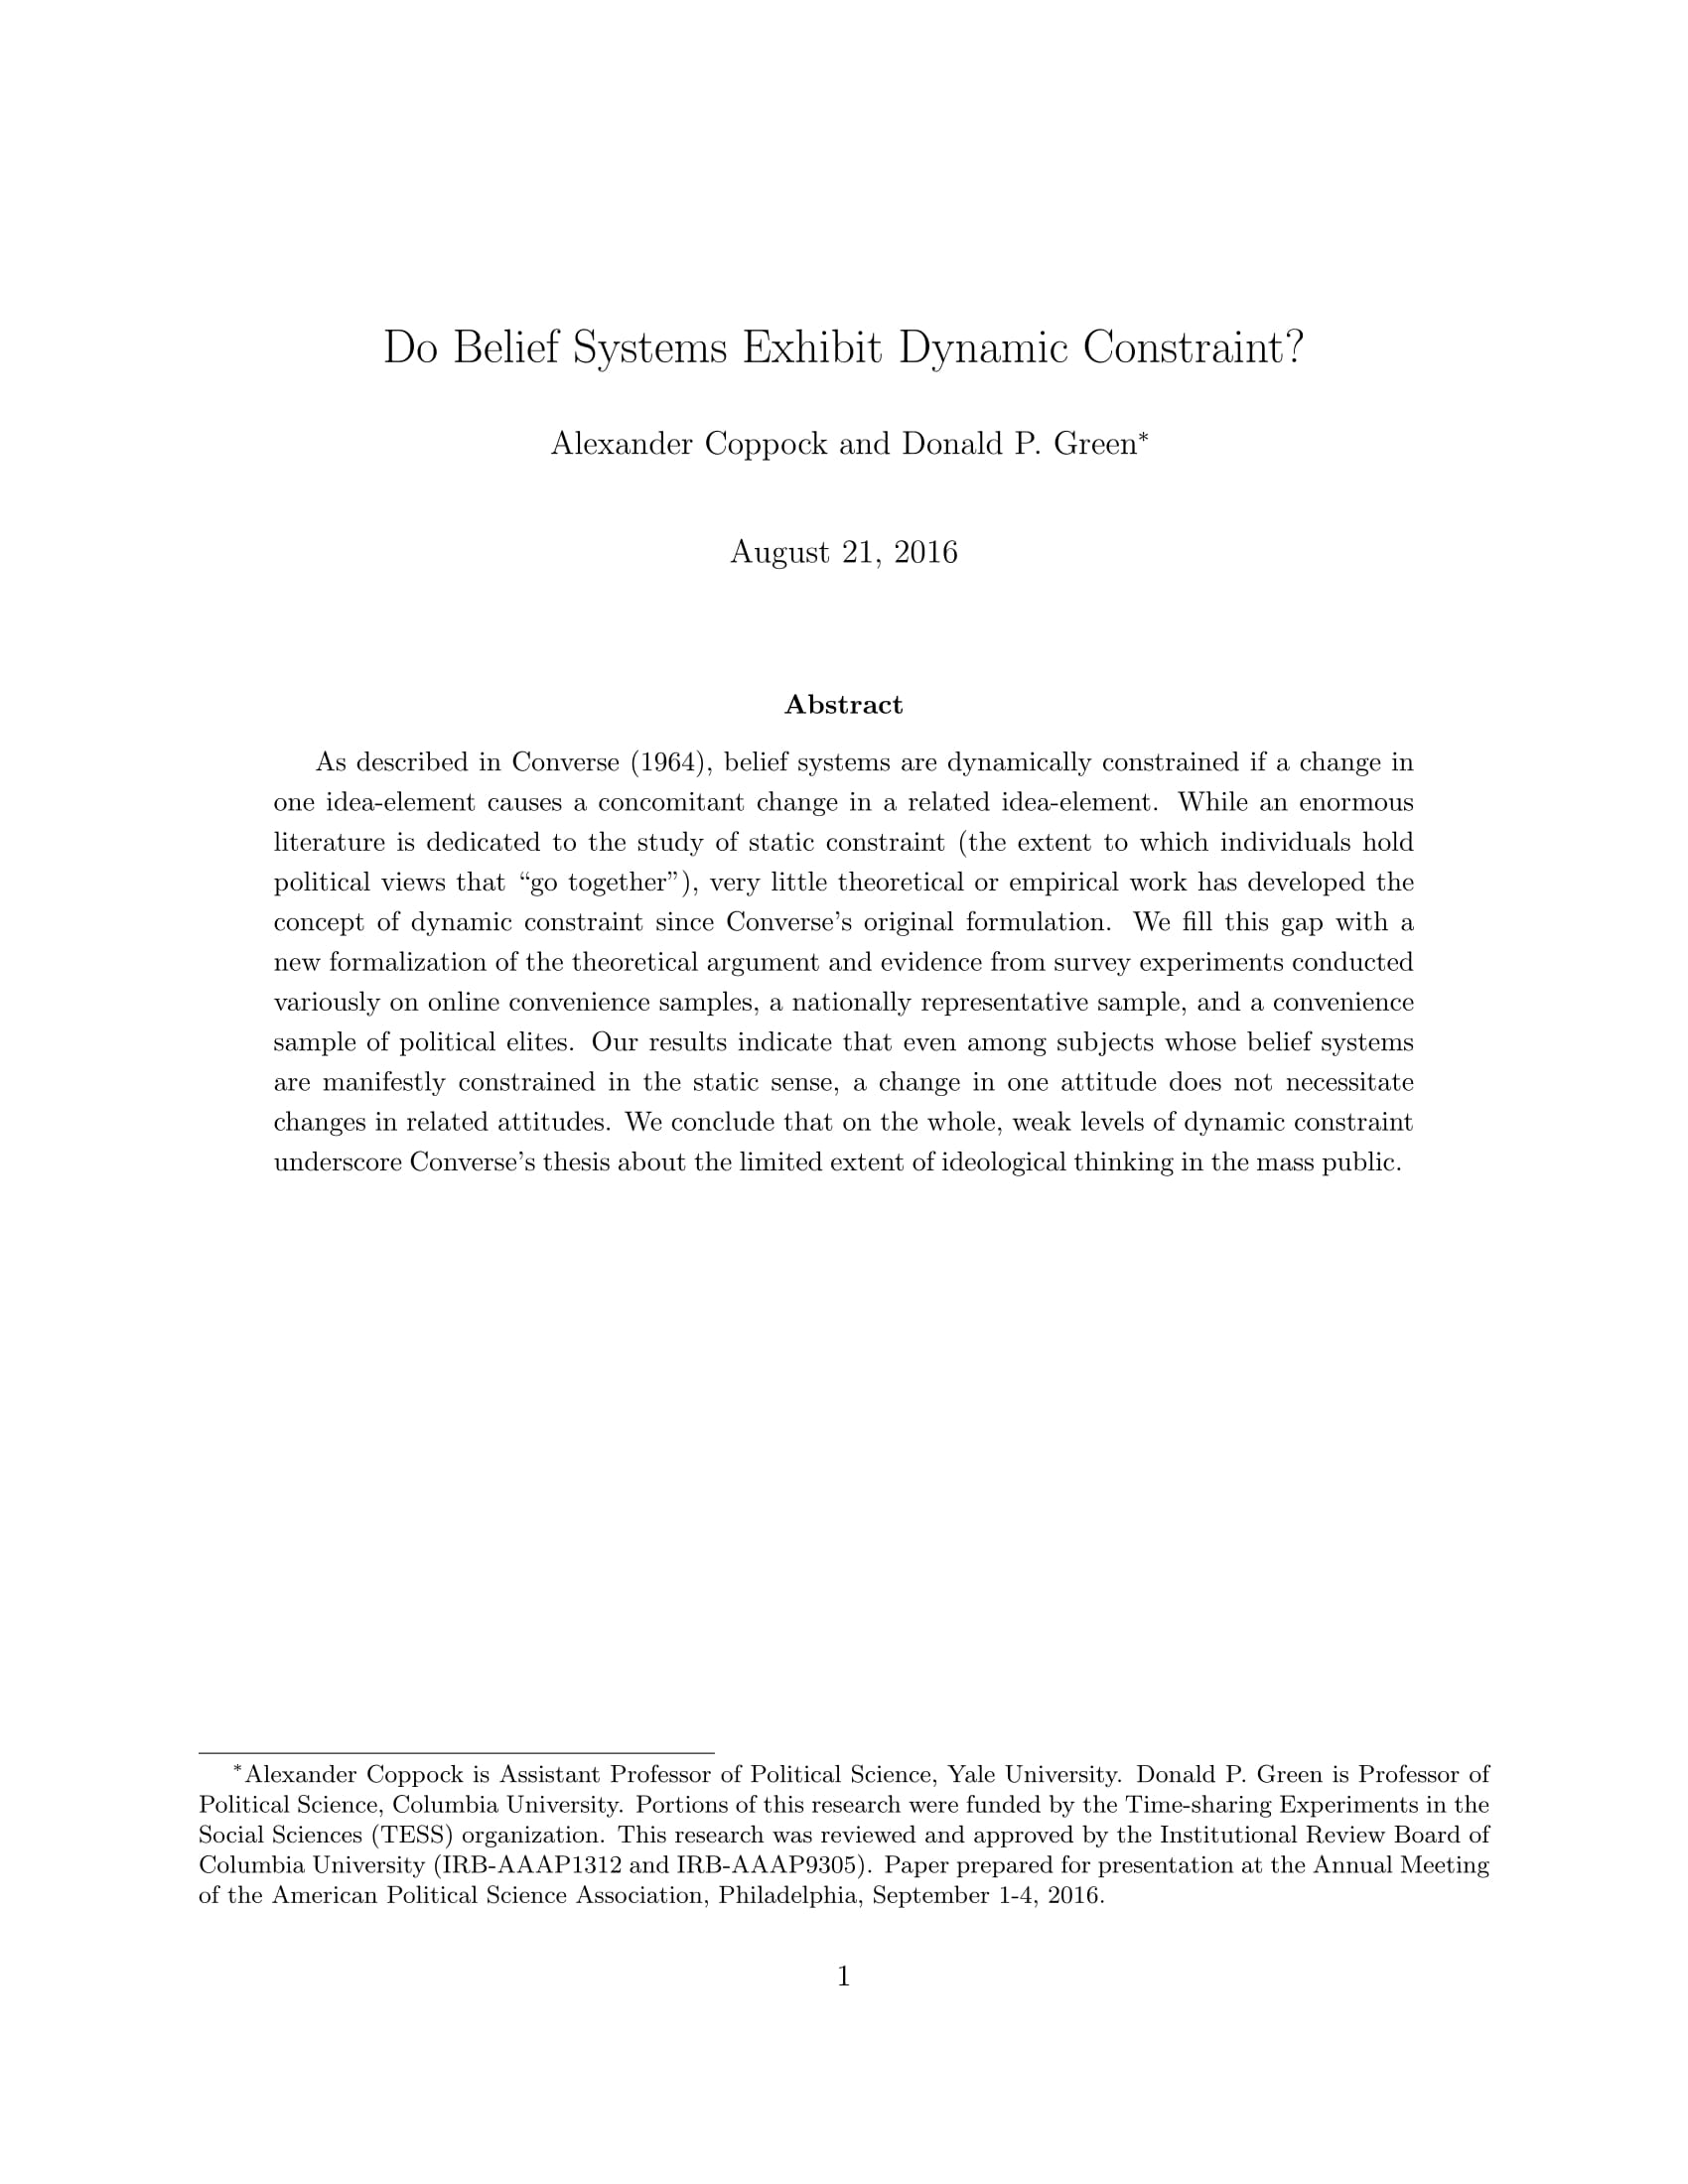 Do Belief Systems Exhibit Dynamic Constraint?
Alexander Coppock and Donald P. Green*
August 21, 2016
Abstract
As described in Converse (1964), belief systems are dynamically constrained if a change in
one idea-element causes a concomitant change in a related idea-element. While an enormous
literature is dedicated to the study of static constraint (the extent to which individuals hold
political views that “go together”), very little theoretical or empirical work has developed the
concept of dynamic constraint since Converse’s original formulation. We fill this gap with a
new formalization of the theoretical argument and evidence from survey experiments conducted
variously on online convenience samples, a nationally representative sample, and a convenience
sample of political elites. Our results indicate that even among subjects whose belief systems
are manifestly constrained in the static sense, a change in one attitude does not necessitate
changes in related attitudes. We conclude that on the whole, weak levels of dynamic constraint
underscore Converse’s thesis about the limited extent of ideological thinking in the mass public.
*Alexander Coppock is Assistant Professor of Political Science, Yale University. Donald P. Green is Professor of
Political Science, Columbia University. Portions of this research were funded by the Time-sharing Experiments in the
Social Sciences (TESS) organization. This research was reviewed and approved by the Institutional Review Board of
Columbia University (IRB-AAAP1312 and IRB-AAAP9305). Paper prepared for presentation at the Annual Meeting
of the American Political Science Association, Philadelphia, September 1-4, 2016.
1